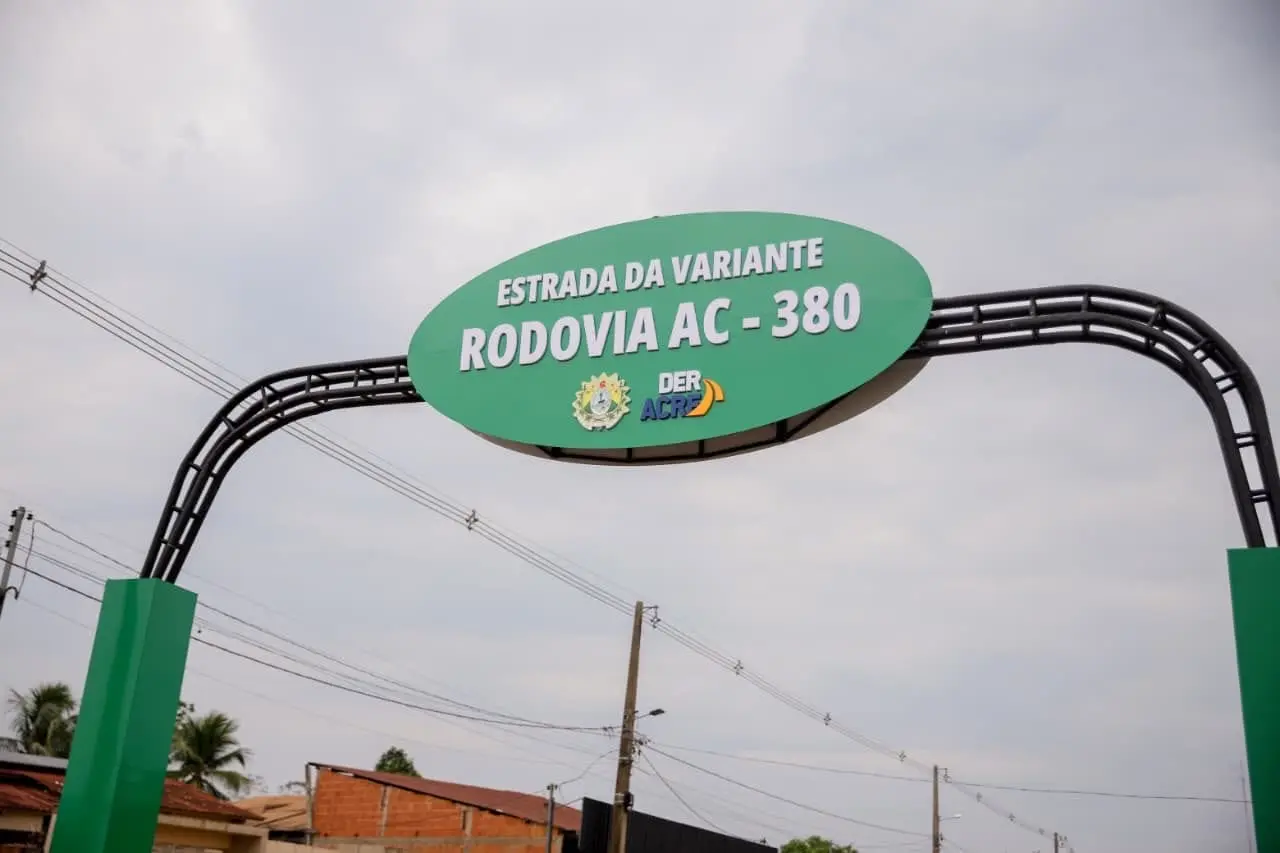 ESTRADA DA VARIANTE
RODOVIA AC - 380
DER
ACRE